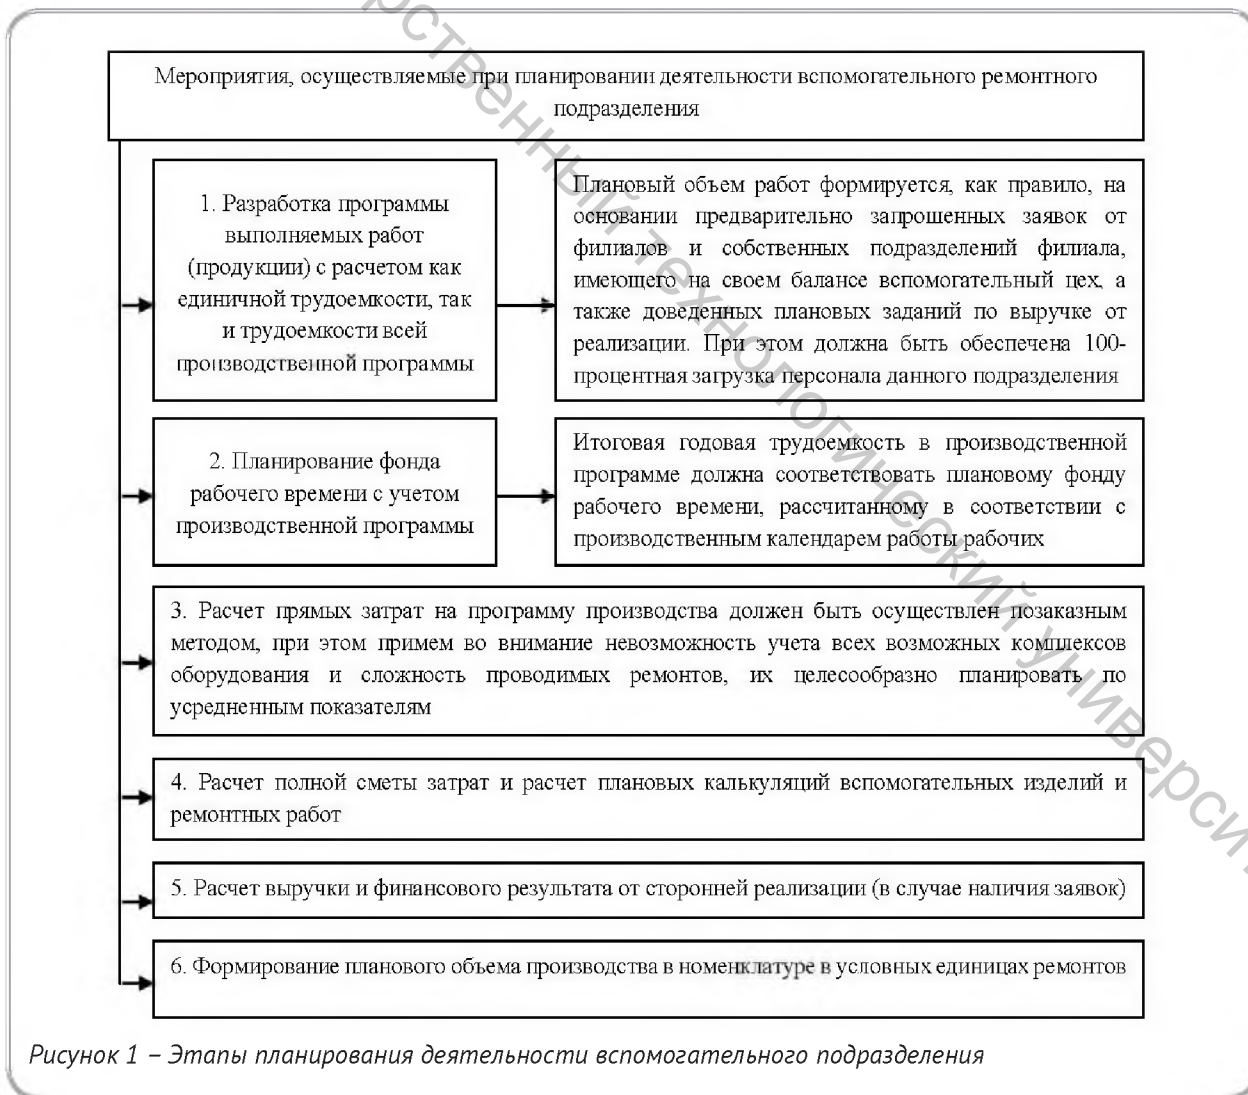 Мероприятия, осуществляемые при планировании деятельности вспомогательного ремонтного
подразделения
1. Разработка программы
выполняемых работ
(продукции) с расчетом как
единичной трудоемкости, так
и трудоемкости всей
производственной программы
Плановый объем работ формируется, как правило, на
основании предварительно запрошенных заявок от
филиалов и собственных подразделений филиала,
имеющего на своем балансе вспомогательный цех, а
также доведенных плановых заданий по выручке от
реализации. При этом должна быть обеспечена 100-
процентная загрузка персонала данного подразделения
2. Планирование фонда
рабочего времени с учетом
производственной программы
Итоговая годовая трудоемкость в производственной
программе должна соответствовать плановому фонду
рабочего времени, рассчитанному в соответствии с
производственным календарем работы рабочих
3. Расчет прямых затрат на программу производства должен быть осуществлен позаказным
методом, при этом примем во внимание невозможность учета всех возможных комплексов
оборудования и сложность проводимых ремонтов, их целесообразно планировать по
усредненным показателям
4. Расчет полной сметы затрат и расчет плановых калькуляций вспомогательных изделий и
ремонтных работ
5. Расчет выручки и финансового результата от сторонней реализации (в случае наличия заявок)
6. Формирование планового объема производства в номенклатуре в условных единицах ремонтов
Рисунок 1 – Этапы планирования деятельности вспомогательного подразделения
рственный технологический университ